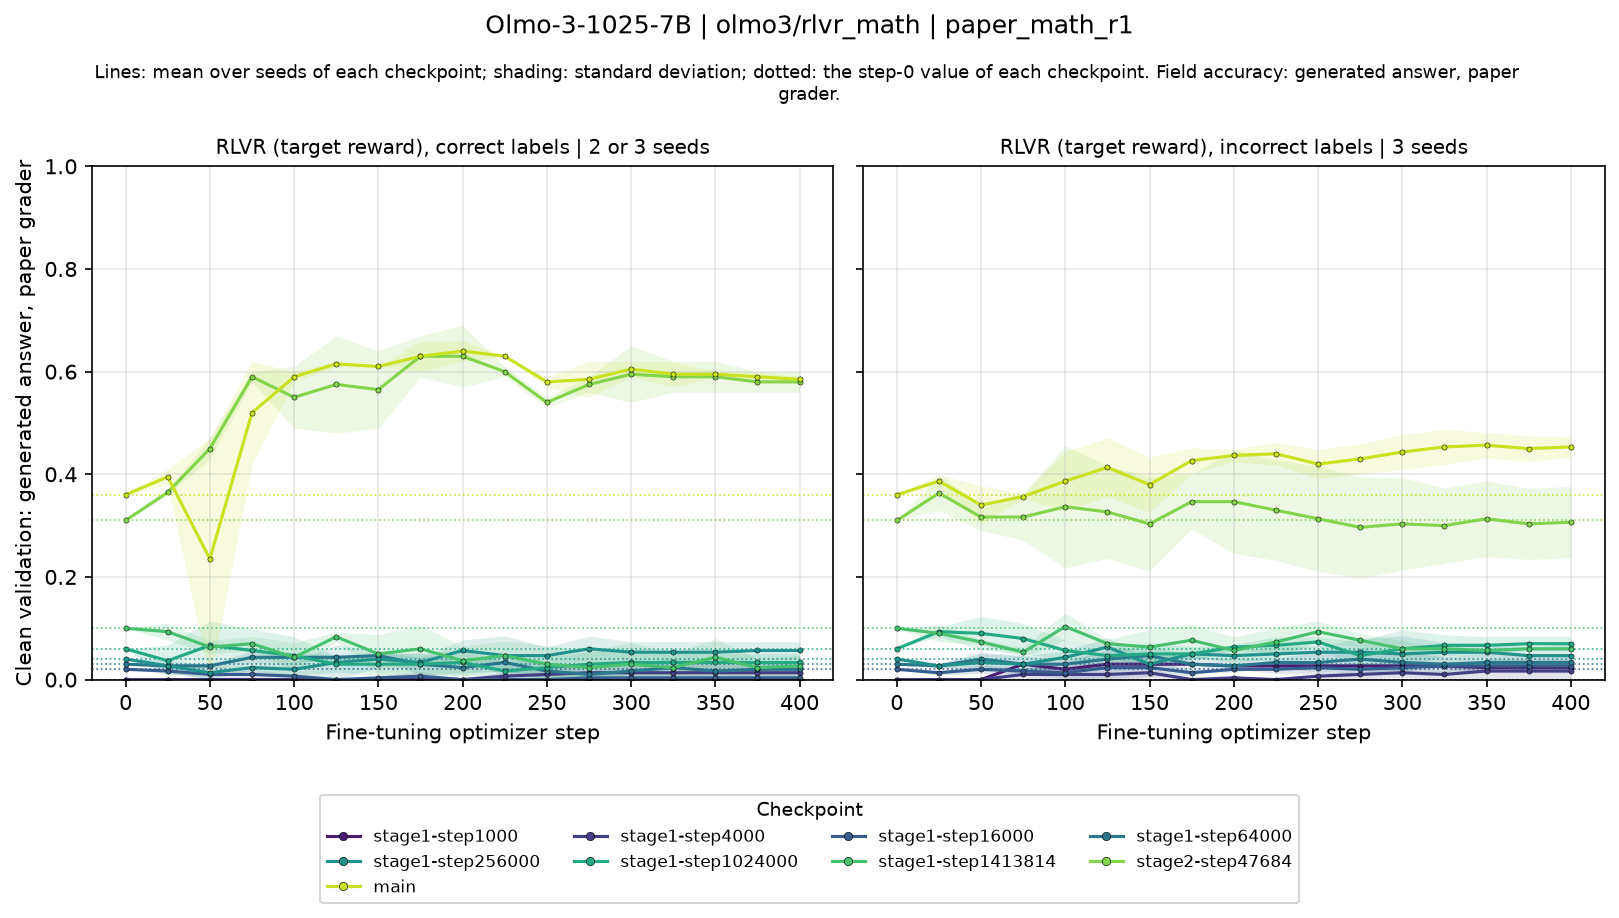 Olmo-3-1025-7B | olmo3/rlvr_math | paper_math_r1
Lines: mean over seeds of each checkpoint; shading: standard deviation; dotted: the step-0 value of each checkpoint. Field accuracy: generated answer, paper
grader.
RLVR (target reward), correct labels | 2 or 3 seeds
RLVR (target reward), incorrect labels | 3 seeds
Clean validation: generated answer, paper grader
1.0
0.8
0.6
0.4
0.2
0.0
0 50 100 150 200 250 300 350 400
0 50 100 150 200 250 300 350 400
Fine-tuning optimizer step
Fine-tuning optimizer step
Checkpoint
stage1-step1000 stage1-step4000 stage1-step16000 stage1-step64000
stage1-step256000 stage1-step1024000 stage1-step1413814 stage2-step47684
main